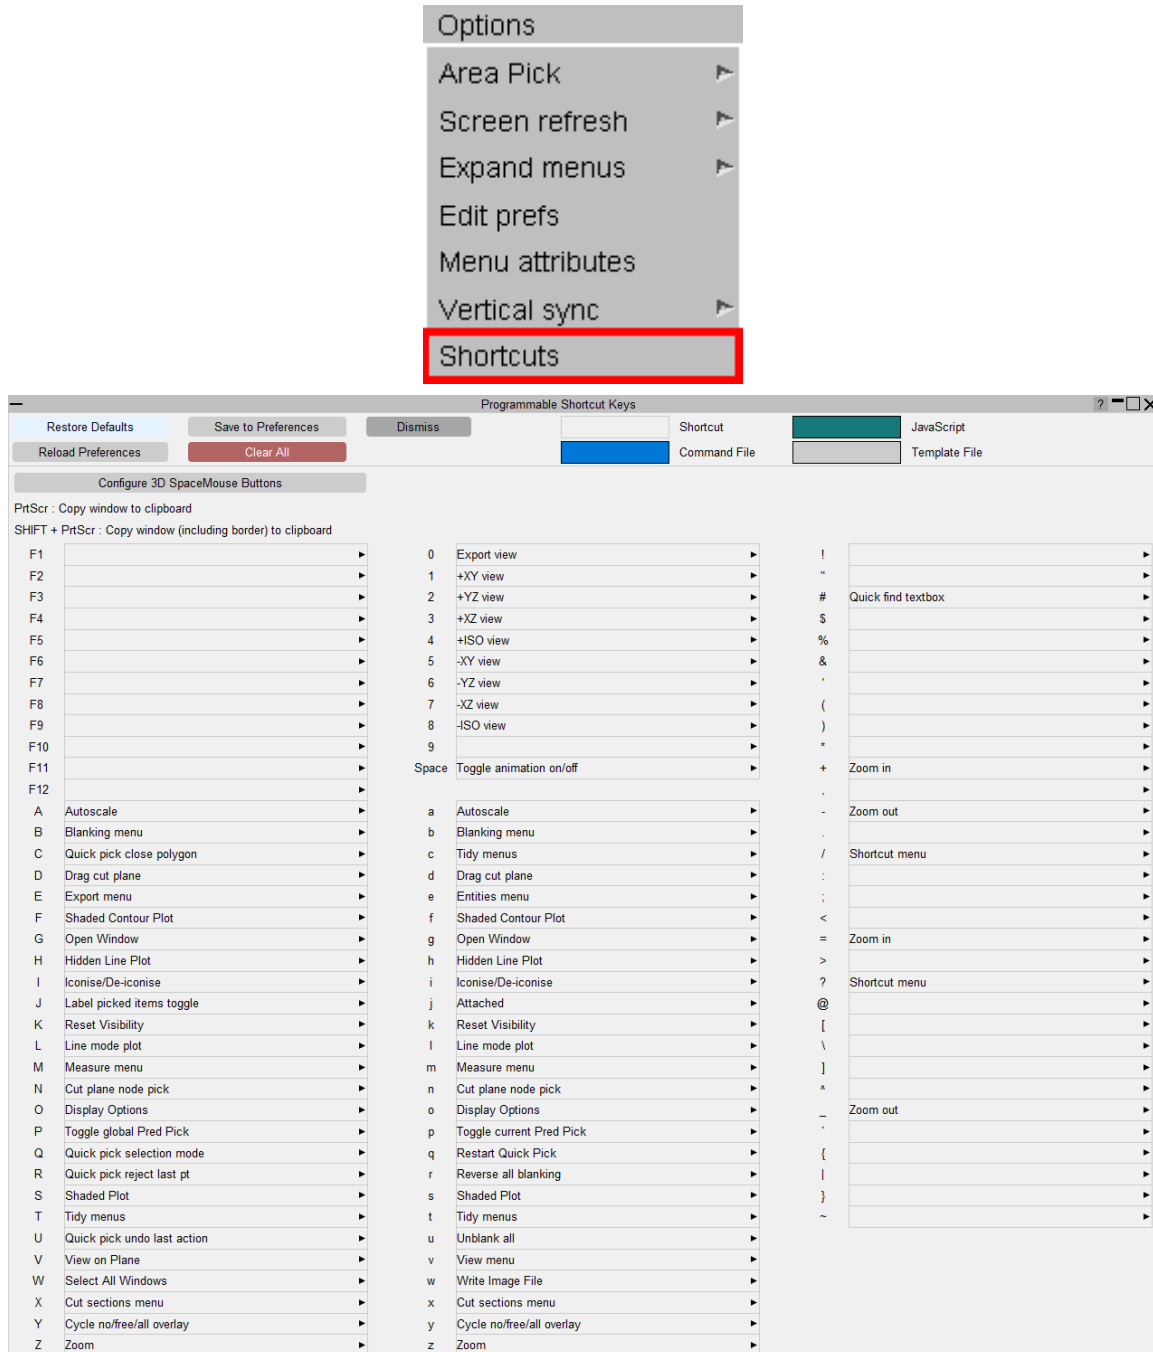 Options
Area Pick
Screen refresh
Expand menus
Edit prefs
Menu attributes
Vertical sync
Shortcuts
Programmable Shortcut Keys ?
Restore Defaults Save to Preferences Dismiss Shortcut JavaScript
Reload Preferences Clear All Command File Template File
Configure 3D SpaceMouse Buttons
PrtScr : Copy window to clipboard
SHIFT + PrtScr : Copy window (including border) to clipboard
F1 0 Export view !
F2 1 +XY view "
F3 2 +YZ view # Quick find textbox
F4 3 +XZ view $
F5 4 +ISO view %
F6 5 -XY view &
F7 6 -YZ view '
F8 7 -XZ view (
F9 8 -ISO view )
F10 9 *
F11 Space Toggle animation on/off + Zoom in
F12 ,
A Autoscale a Autoscale - Zoom out
B Blanking menu b Blanking menu .
C Quick pick close polygon c Tidy menus / Shortcut menu
D Drag cut plane d Drag cut plane :
E Export menu e Entities menu ;
F Shaded Contour Plot f Shaded Contour Plot <
G Open Window g Open Window = Zoom in
H Hidden Line Plot h Hidden Line Plot >
I Iconise/De-iconise i Iconise/De-iconise ? Shortcut menu
J Label picked items toggle j Attached @
K Reset Visibility k Reset Visibility [
L Line mode plot l Line mode plot \
M Measure menu m Measure menu ]
N Cut plane node pick n Cut plane node pick ^
O Display Options o Display Options _ Zoom out
P Toggle global Pred Pick p Toggle current Pred Pick `
Q Quick pick selection mode q Restart Quick Pick {
R Quick pick reject last pt r Reverse all blanking |
S Shaded Plot s Shaded Plot }
T Tidy menus t Tidy menus ~
U Quick pick undo last action u Unblank all
V View on Plane v View menu
W Select All Windows w Write Image File
X Cut sections menu x Cut sections menu
Y Cycle no/free/all overlay y Cycle no/free/all overlay
Z Zoom z Zoom